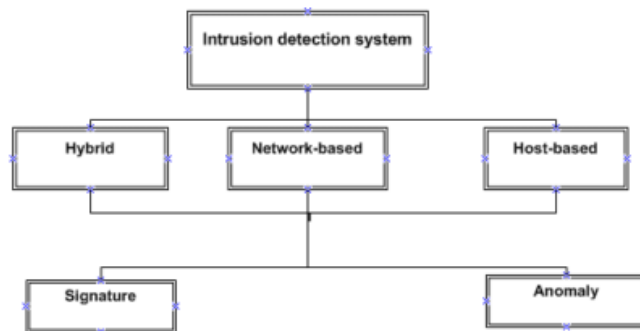 Intrusion detection system
Hybrid
Network-based
Host-based
Signature
Anomaly